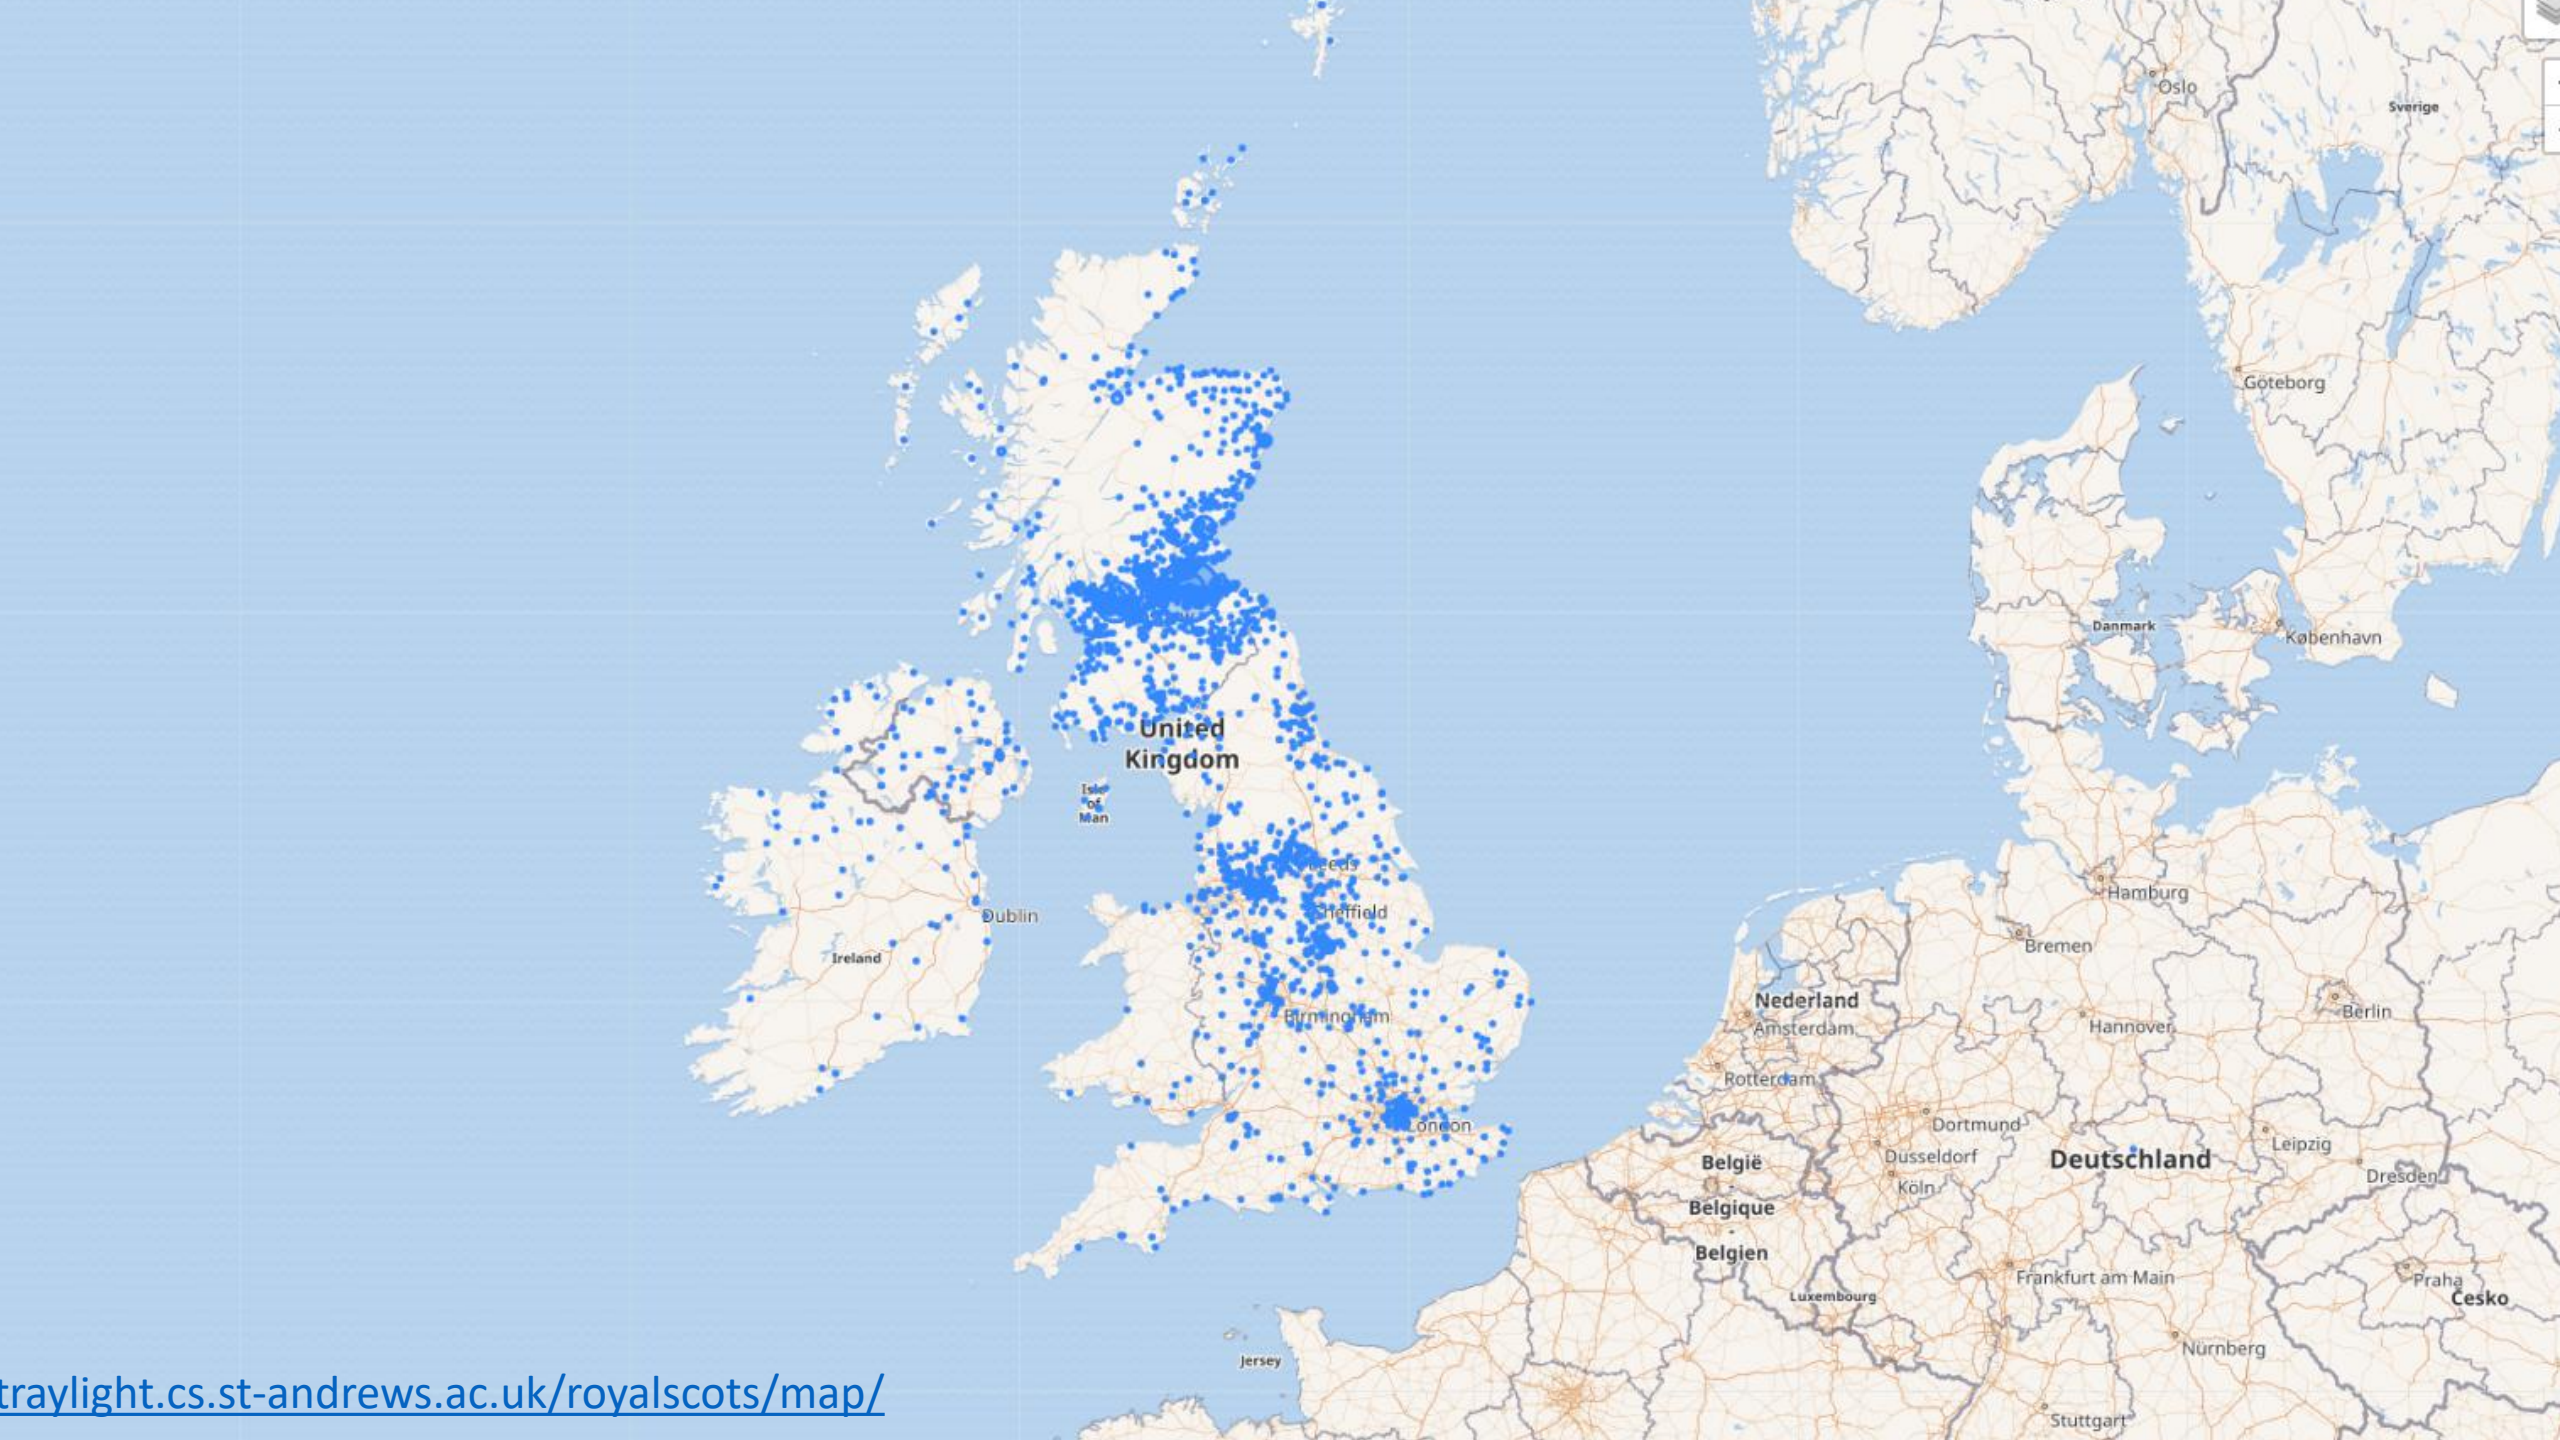 Oslo
Sverige
Göteborg
United
Kingdom
Danmark
København
Isle
of
Man
Leeds
Hamburg
Sheffield
Dublin
Bremen
Ireland
Nederland
Birmingham
Amsterdam
Berlin
Hannover
Rotterdam
London
Dortmund
Leipzig
Dusseldorf
België
-
Deutschland
Dresden
Köln
Belgique
-
Belgien
Frankfurt am Main
Praha
Luxembourg
Česko
Nürnberg
Jersey
traylight.cs.st-andrews.ac.uk/royalscots/map/
Stuttgart